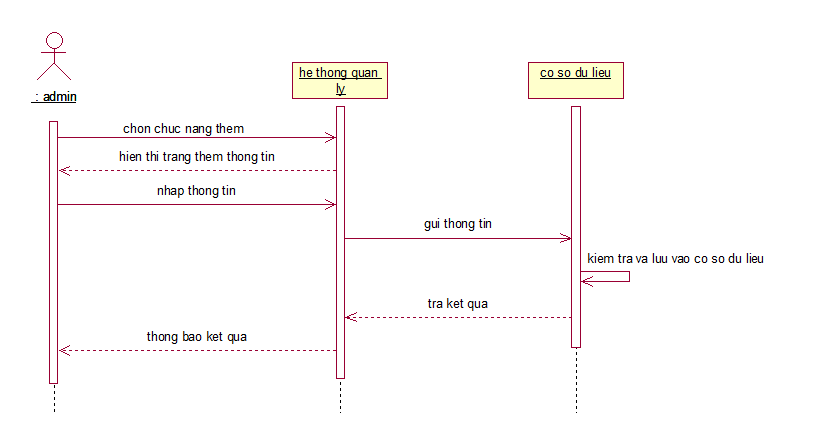 : admin
he thong quan
ly
co so du lieu
chon chuc nang them
hien thi trang them thong tin
nhap thong tin
gui thong tin
kiem tra va luu vao co so du lieu
tra ket qua
thong bao ket qua